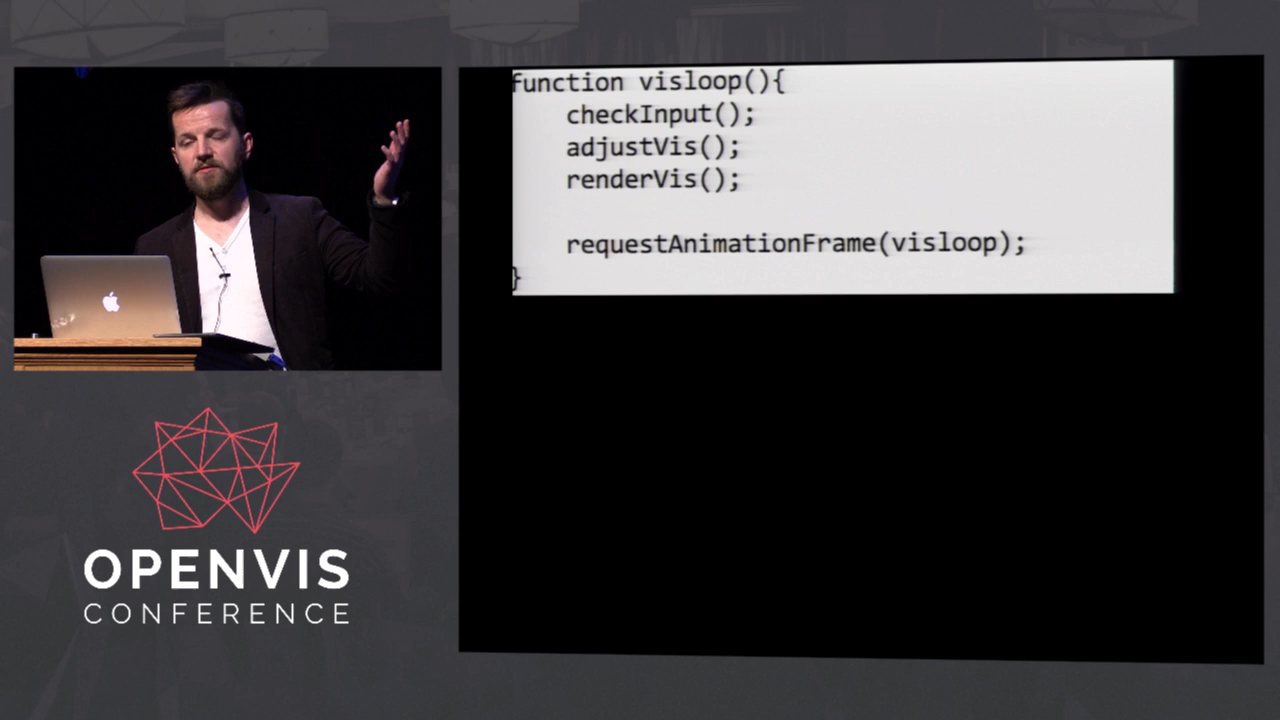 function visloop(){
checkInput();
adjustVis();
renderVis();
requestAnimationFrame(visloop);
}
OPENVIS
CONFERENCE